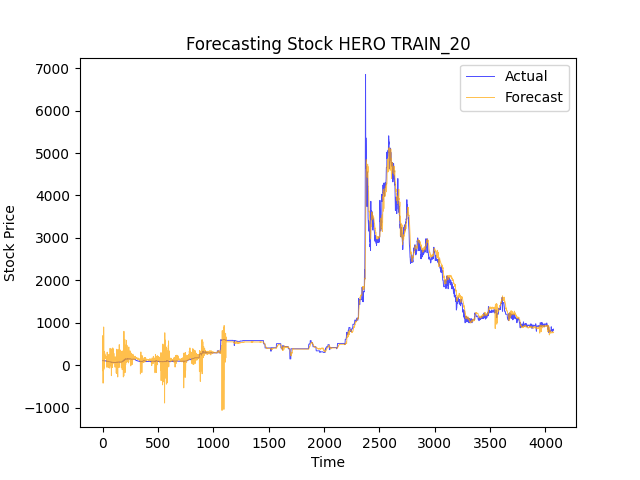 Forecasting Stock HERO TRAIN_20
Actual
Forecast
Stock Price
7000
6000
5000
4000
3000
2000
1000
0
−1000
0 500 1000 1500 2000 2500 3000 3500 4000
Time